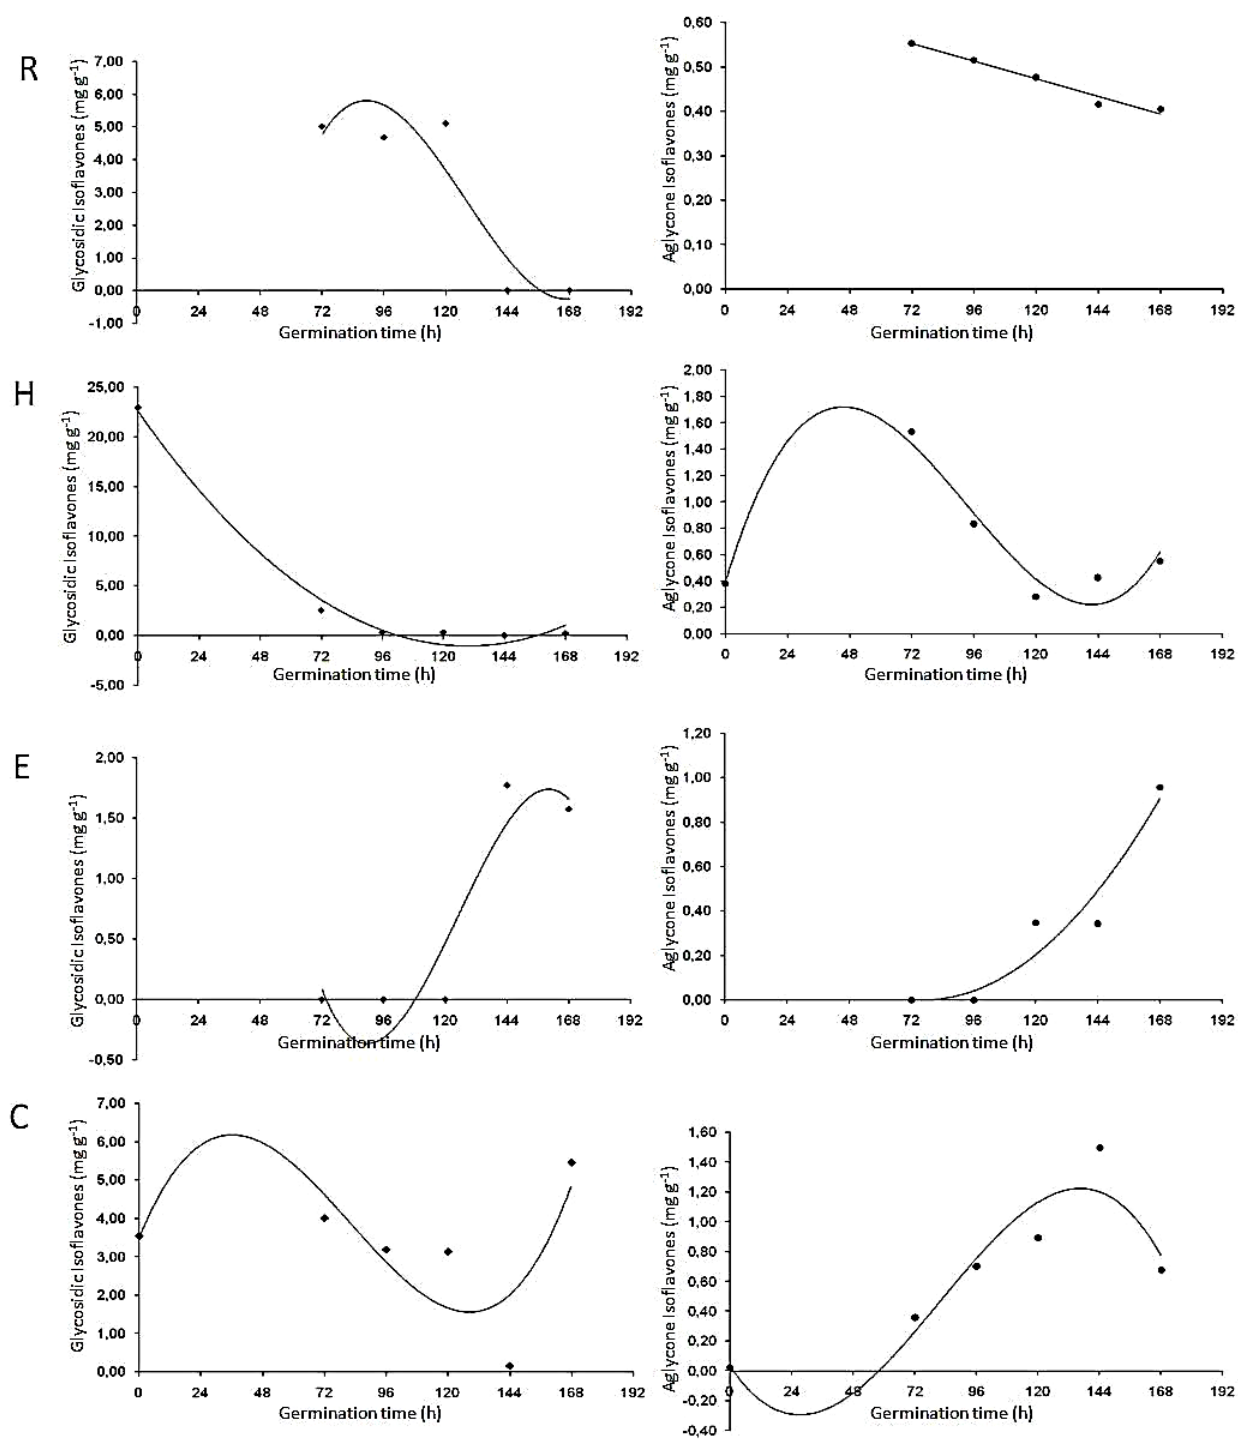 R
Glycosidic Isoflavones (mg g⁻¹)
7,00
6,00
5,00
4,00
3,00
2,00
1,00
0,00
-1,00
0 24 48 72 96 120 144 168 192
Germination time (h)
Aglycone Isoflavones (mg g⁻¹)
0,60
0,50
0,40
0,30
0,20
0,10
0,00
0 24 48 72 96 120 144 168 192
Germination time (h)
H
Glycosidic Isoflavones (mg g⁻¹)
25,00
20,00
15,00
10,00
5,00
0,00
-5,00
0 24 48 72 96 120 144 168 192
Germination time (h)
Aglycone Isoflavones (mg g⁻¹)
2,00
1,80
1,60
1,40
1,20
1,00
0,80
0,60
0,40
0,20
0,00
0 24 48 72 96 120 144 168 192
Germination time (h)
E
Glycosidic Isoflavones (mg g⁻¹)
2,00
1,50
1,00
0,50
0,00
-0,50
0 24 48 72 96 120 144 168 192
Germination time (h)
Aglycone Isoflavones (mg g⁻¹)
1,20
1,00
0,80
0,60
0,40
0,20
0,00
0 24 48 72 96 120 144 168 192
Germination time (h)
C
Glycosidic Isoflavones (mg g⁻¹)
7,00
6,00
5,00
4,00
3,00
2,00
1,00
0,00
0 24 48 72 96 120 144 168 192
Germination time (h)
Aglycone Isoflavones (mg g⁻¹)
1,60
1,40
1,20
1,00
0,80
0,60
0,40
0,20
0,00
-0,20
-0,40
0 24 48 72 96 120 144 168 192
Germination time (h)